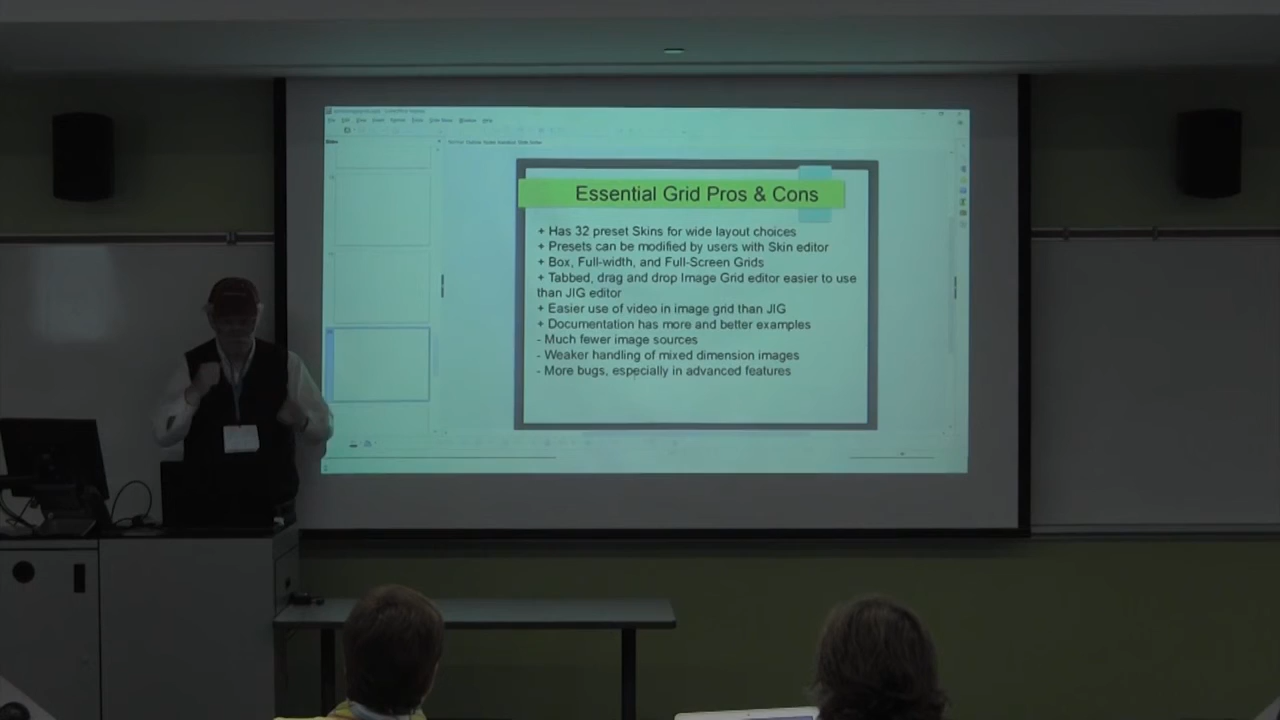 Essential Grid Pros & Cons
+ Has 32 preset Skins for wide layout choices
+ Presets can be modified by users with Skin editor
+ Box, Full-width, and Full-Screen Grids
+ Tabbed, drag and drop Image Grid editor easier to use
than JIG editor
+ Easier use of video in image grid than JIG
+ Documentation has more and better examples
- Much fewer image sources
- Weaker handling of mixed dimension images
- More bugs, especially in advanced features